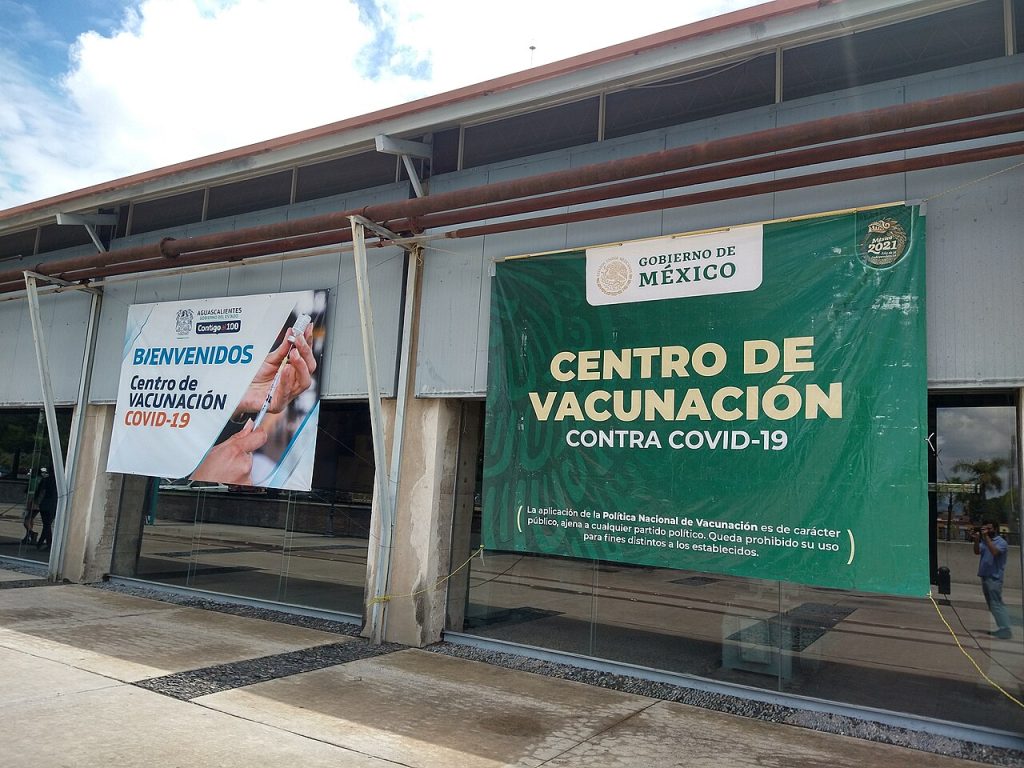 AGUASCALIENTES
GOBIERNO DEL ESTADO
Contigo al 100
BIENVENIDOS
Centro de
VACUNACIÓN
COVID-19
GOBIERNO DE
MÉXICO
México
2021
CENTRO DE
VACUNACIÓN
CONTRA COVID-19
La aplicación de la Política Nacional de Vacunación es de carácter
público, ajena a cualquier partido político. Queda prohibido su uso
para fines distintos a los establecidos.